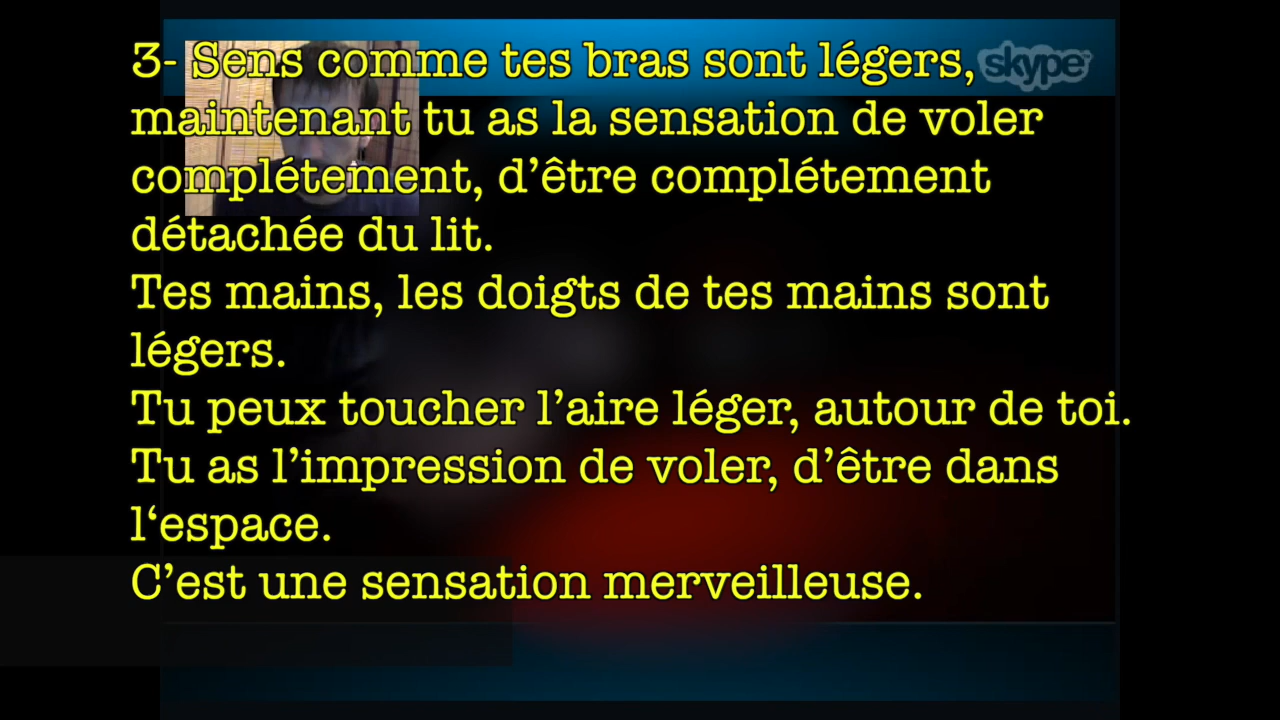 3- Sens comme tes bras sont légers,
skype
maintenant tu as la sensation de voler
complétement, d’être complétement
détachée du lit.
Tes mains, les doigts de tes mains sont
légers.
Tu peux toucher l’aire léger, autour de toi.
Tu as l’impression de voler, d’être dans
l‘espace.
C’est une sensation merveilleuse.